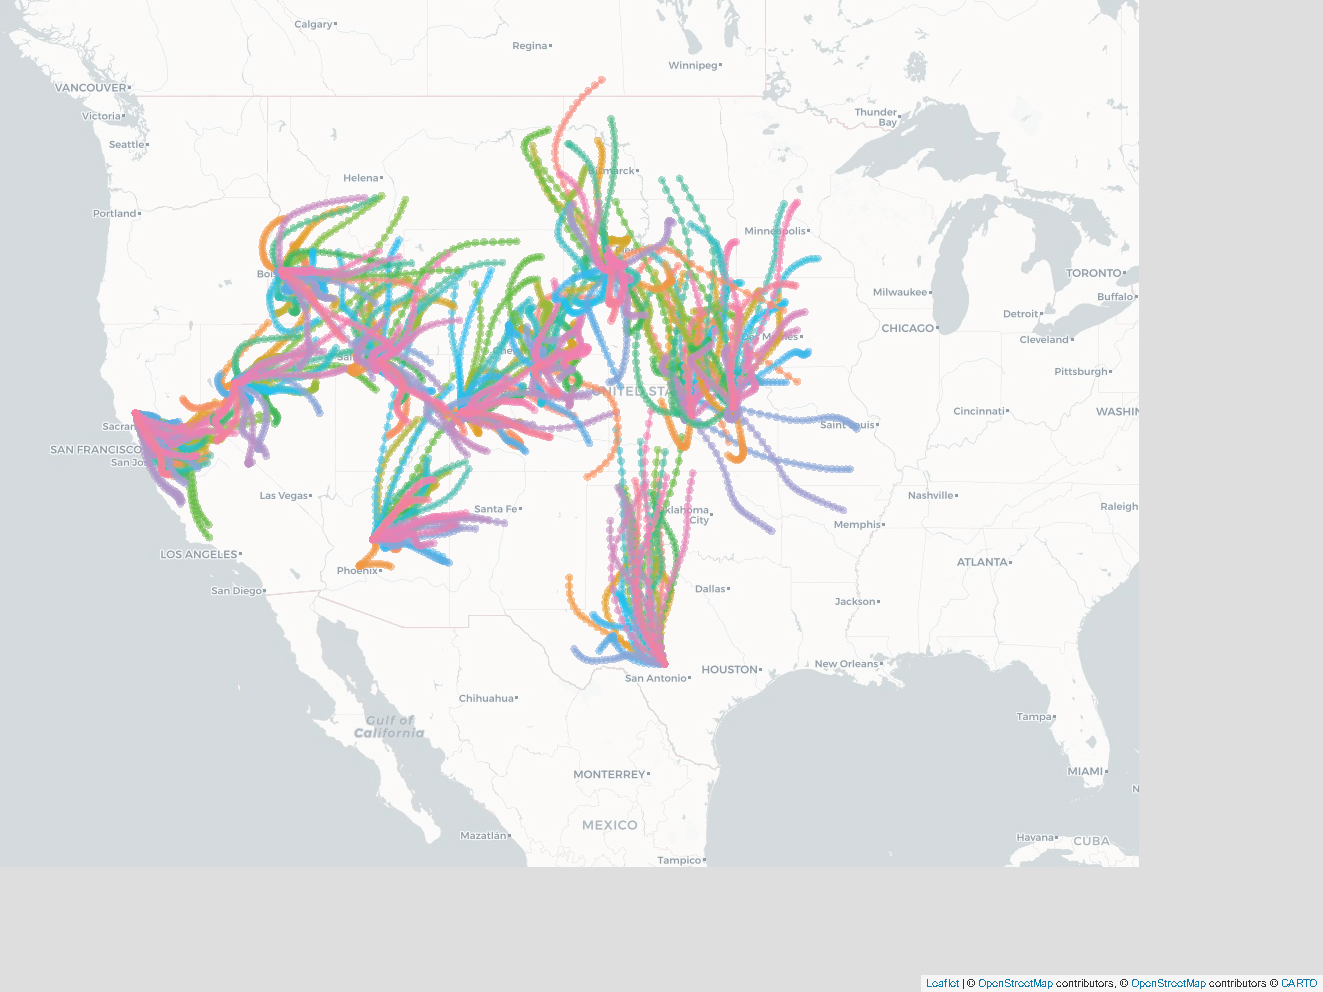 Calgary
Regina
Winnipeg
VANCOUVER
Victoria
Thunder
Bay
Seattle
Helena
Bismarck
Portland
Minneapolis
TORONTO
Milwaukee
Buffalo
Detroit
CHICAGO
Cleveland
Des Moines
UNITED STA
Pittsburgh
Cincinnati
WASHIN
Sacram
Saint Louis
SAN FRANCISCO
San Jos
Las Vegas
Nashville
Santa Fe
Oklahoma
City
Raleigh
Memphis
LOS ANGELES
ATLANTA
Phoenix
San Diego
Dallas
Jackson
New Orleans
HOUSTON
San Antonio
Chihuahua
Gulf of
California
Tampa
MONTERREY
MIAMI
N
MEXICO
Mazatlán
Havana
CUBA
Tampico
Leaflet | © OpenStreetMap contributors, © OpenStreetMap contributors © CARTO